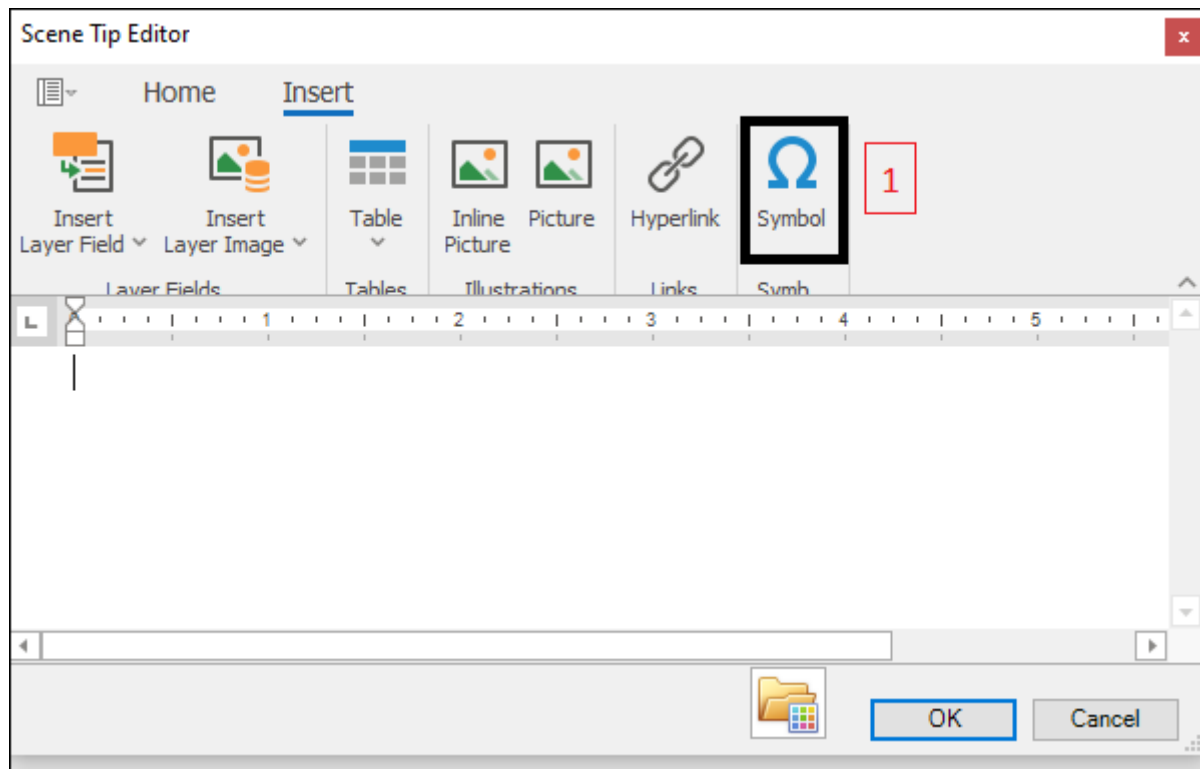 Scene Tip Editor
x
Home Insert
Insert Layer Field
Insert Layer Image
Table
Inline Picture
Picture
Hyperlink
Symbol
1
Layer Fields Tables Illustrations Links Symb
L 1 2 3 4 5
OK Cancel